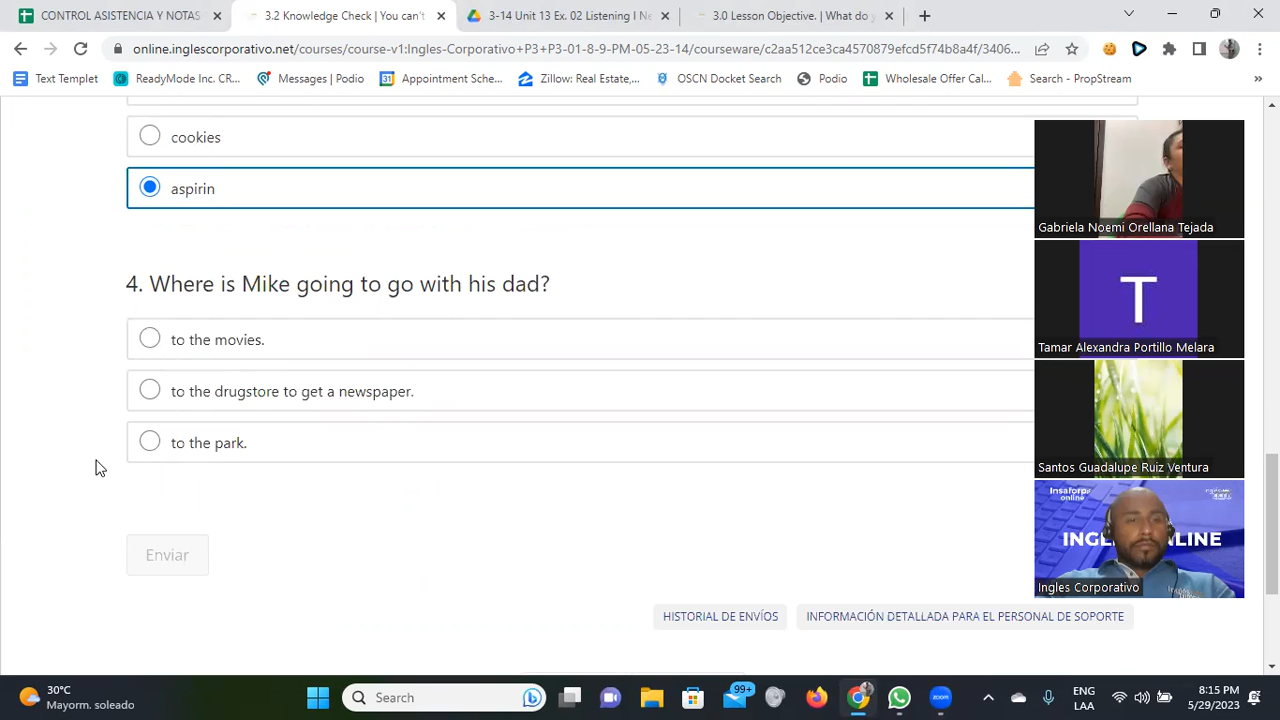 CONTROL ASISTENCIA Y NOTAS
3.2 Knowledge Check | You can't
3-14 Unit 13 Ex. 02 Listening I Ne
3.0 Lesson Objective. | What do y
online.inglescorporativo.net/courses/course-v1:Ingles-Corporativo+P3+P3-01-8-9-PM-05-23-14/courseware/c2aa512ce3ca4570879efcd5f74b8a4f/3406...
Text Templet
ReadyMode Inc. CR...
Messages | Podio
Appointment Sche...
Zillow: Real Estate,...
OSCN Docket Search
Podio
Wholesale Offer Cal...
Search - PropStream
»
cookies
aspirin
4. Where is Mike going to go with his dad?
to the movies.
to the drugstore to get a newspaper.
to the park.
Enviar
HISTORIAL DE ENVÍOS
INFORMACIÓN DETALLADA PARA EL PERSONAL DE SOPORTE
Gabriela Noemi Orellana Tejada
T
Tamar Alexandra Portillo Melara
Santos Guadalupe Ruiz Ventura
Ingles Corporativo
30°C
Mayorm. soleado
Search
99+
zoom
ENG
LAA
8:15 PM
5/29/2023